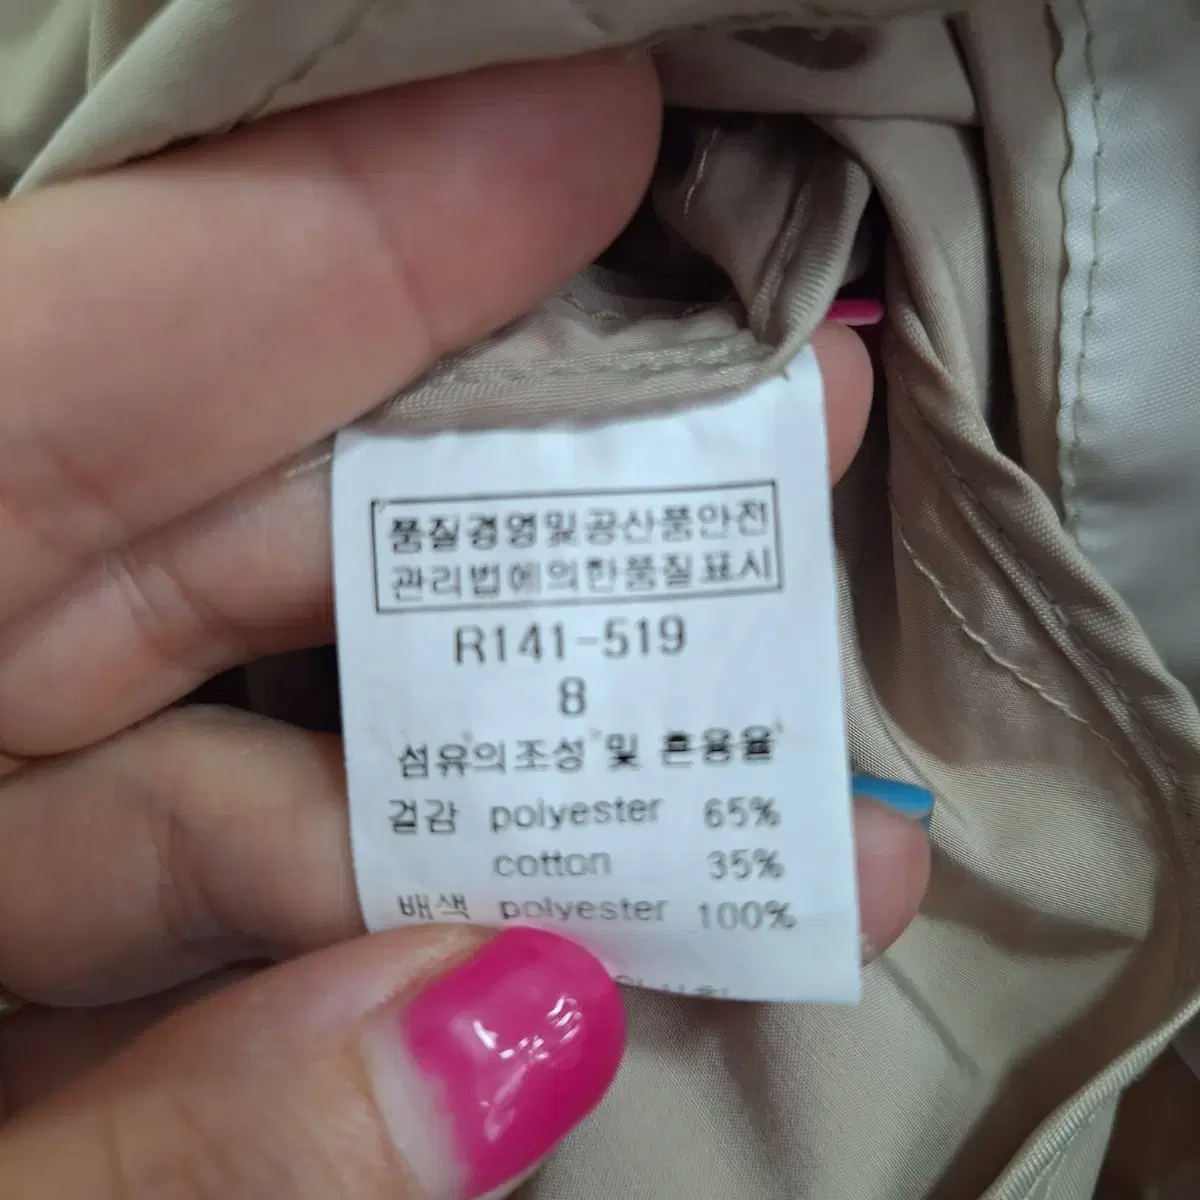 품질경영및공산품안전
관리법에의한품질표시
R141-519
8
섬유의조성 및 혼용율
겉감 polyester 65%
cotton 35%
배색 polyester 100%